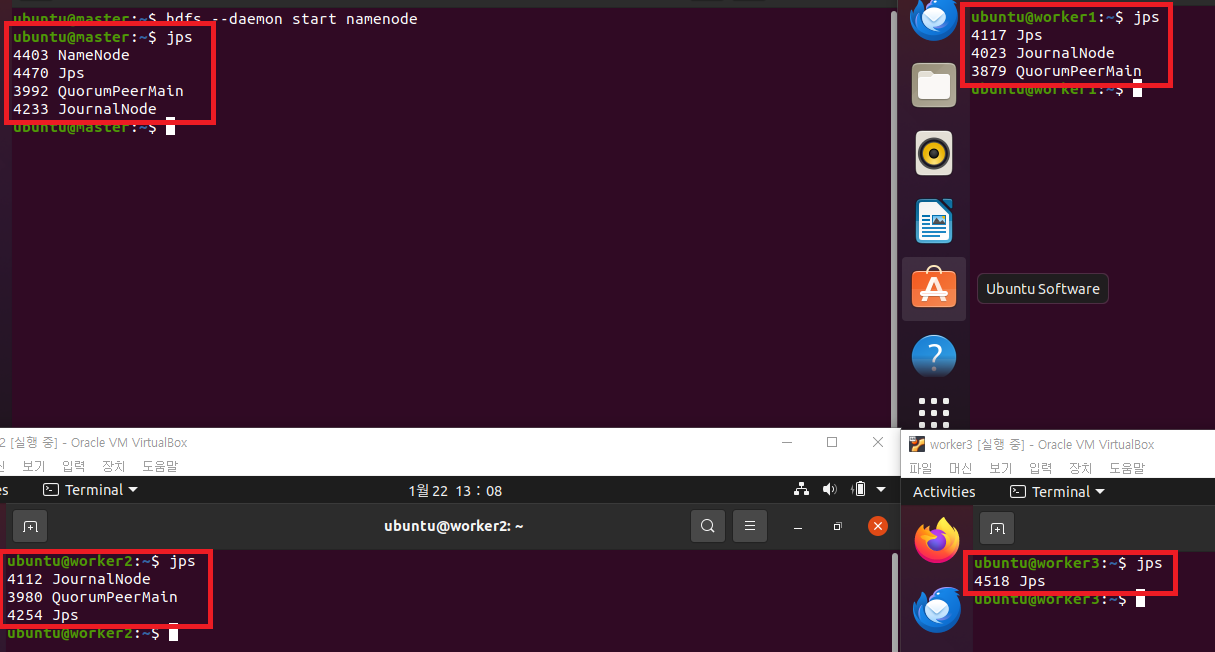 ubuntu@master:~$ hdfs --daemon start namenode
ubuntu@master:~$ jps
4403 NameNode
4470 Jps
3992 QuorumPeerMain
4233 JournalNode
ubuntu@master:~$
ubuntu@worker1:~$ jps
4117 Jps
4023 JournalNode
3879 QuorumPeerMain
ubuntu@worker1:~$
Ubuntu Software
2 [실행 중] - Oracle VM VirtualBox
보기 입력 장치 도움말
Terminal
1월 22 13 : 08
ubuntu@worker2: ~
ubuntu@worker2:~$ jps
4112 JournalNode
3980 QuorumPeerMain
4254 Jps
ubuntu@worker2:~$
worker3 [실행 중] - Oracle VM VirtualBox
파일 머신 보기 입력 장치 도움말
Activities Terminal
ubuntu@worker3:~$ jps
4518 Jps
ubuntu@worker3:~$